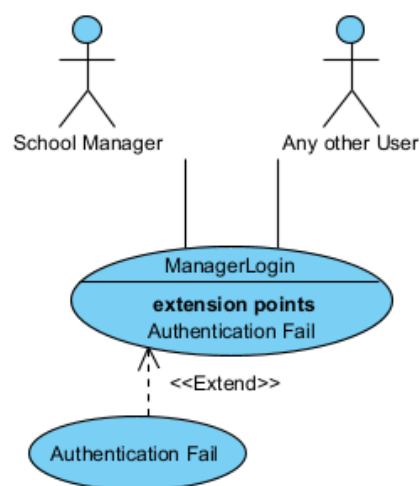 School Manager
Any other User
ManagerLogin
extension points
Authentication Fail
<<Extend>>
Authentication Fail